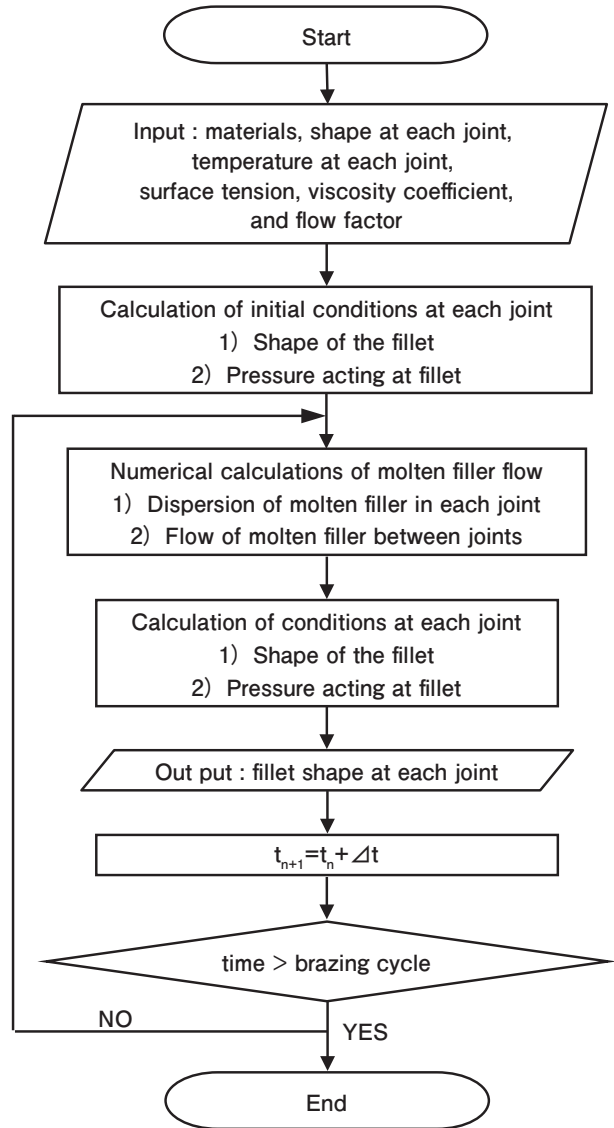 Start
Input : materials, shape at each joint,
temperature at each joint,
surface tension, viscosity coefficient,
and flow factor
Calculation of initial conditions at each joint
1) Shape of the fillet
2) Pressure acting at fillet
Numerical calculations of molten filler flow
1) Dispersion of molten filler in each joint
2) Flow of molten filler between joints
Calculation of conditions at each joint
1) Shape of the fillet
2) Pressure acting at fillet
Out put : fillet shape at each joint
tₙ₊₁=tₙ+⊿t
time > brazing cycle
NO
YES
End